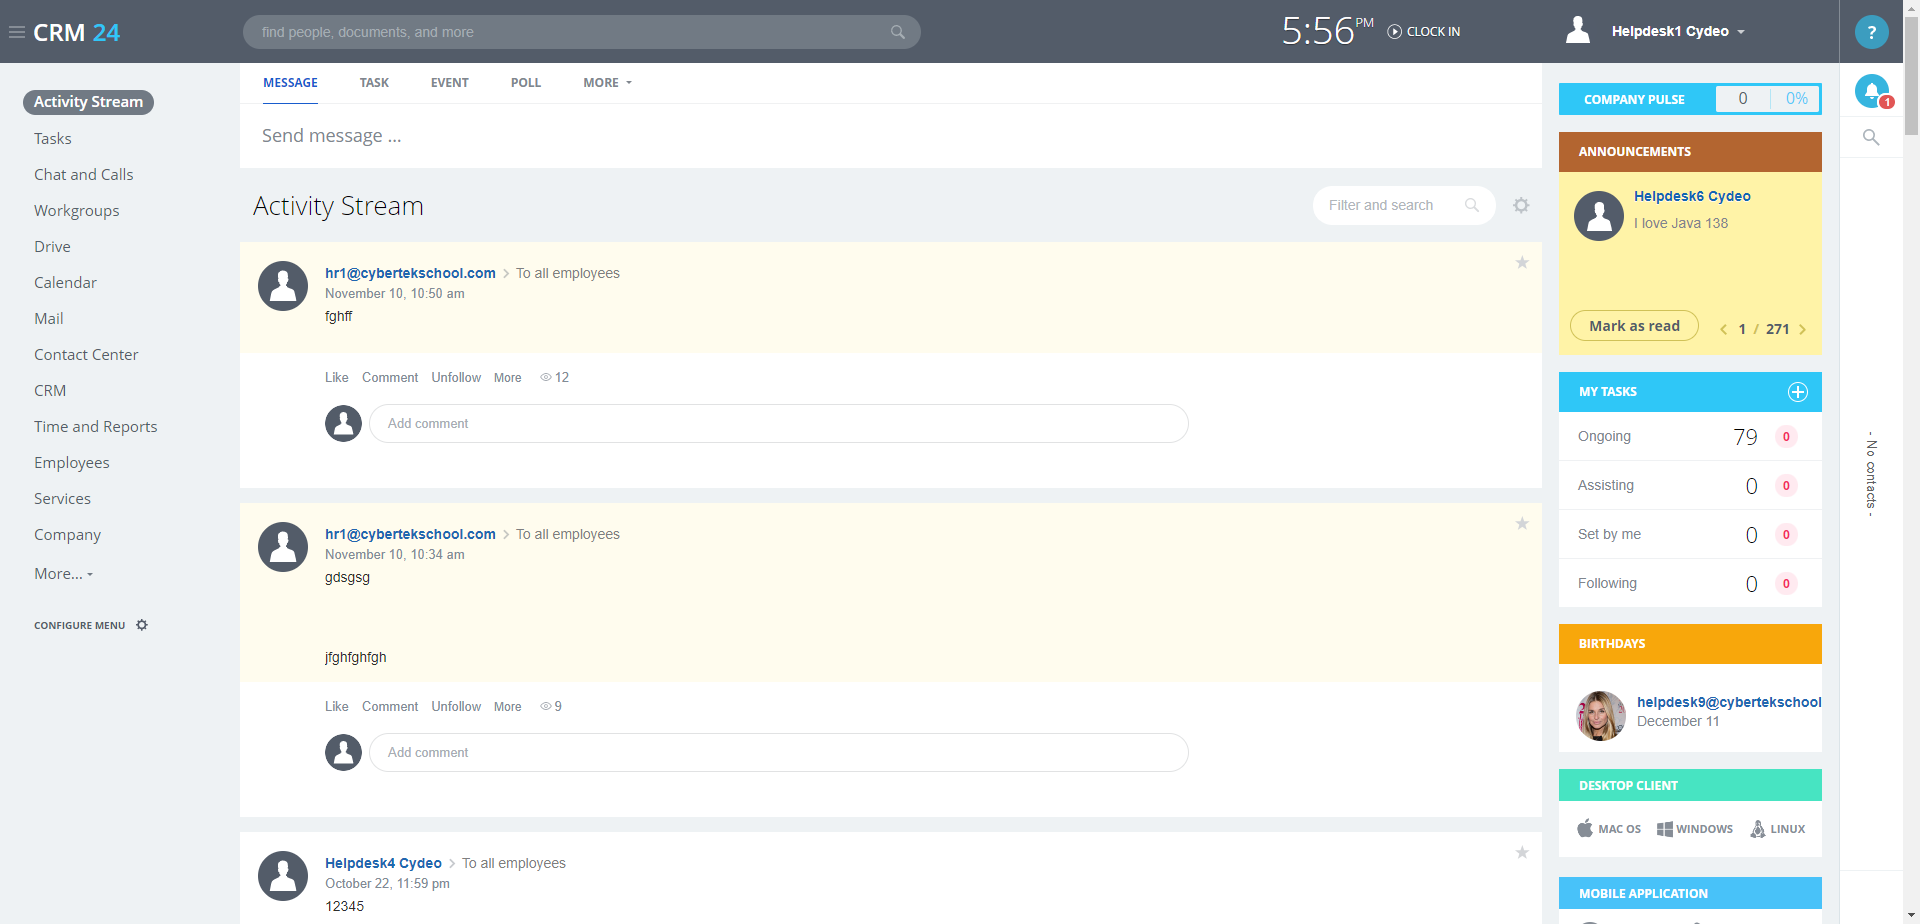 CRM 24
find people, documents, and more
5:56 PM
CLOCK IN
Helpdesk1 Cydeo
?
Activity Stream
Tasks
Chat and Calls
Workgroups
Drive
Calendar
Mail
Contact Center
CRM
Time and Reports
Employees
Services
Company
More...
CONFIGURE MENU
MESSAGE TASK EVENT POLL MORE
Send message ...
Activity Stream
Filter and search
hr1@cybertekschool.com > To all employees
November 10, 10:50 am
fghff
Like Comment Unfollow More 12
Add comment
hr1@cybertekschool.com > To all employees
November 10, 10:34 am
gdsgsg
jfghfghfgh
Like Comment Unfollow More 9
Add comment
Helpdesk4 Cydeo > To all employees
October 22, 11:59 pm
12345
COMPANY PULSE 0 0%
ANNOUNCEMENTS
Helpdesk6 Cydeo
I love Java 138
Mark as read
< 1 / 271 >
MY TASKS
Ongoing 79 0
Assisting 0 0
Set by me 0 0
Following 0 0
BIRTHDAYS
helpdesk9@cybertekschool
December 11
DESKTOP CLIENT
MAC OS WINDOWS LINUX
MOBILE APPLICATION
1
- No contacts -